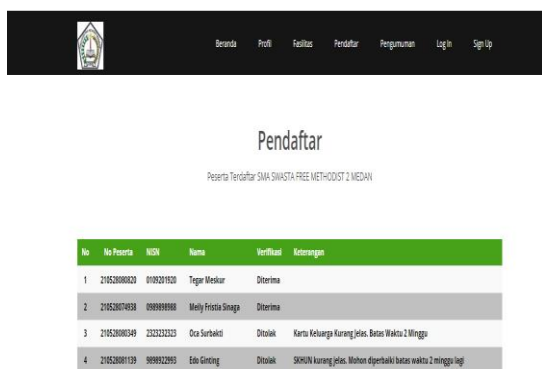 Beranda Profil Fasilitas Pendaftar Pengumuman Log In Sign Up
Pendaftar
Peserta Terdaftar SMA SWASTA FREE METHODIST 2 MEDAN
No No Peserta NISN Nama Verifikasi Keterangan
1 210528080820 0109201920 Tegar Meskur Diterima
2 210528074938 0989898988 Meily Fristia Sinaga Diterima
3 210528080349 2323232323 Oca Surbakti Ditolak Kartu Keluarga Kurang Jelas. Batas Waktu 2 Minggu
4 210528081139 9898922993 Edo Ginting Ditolak SKHUN kurang jelas. Mohon diperbaiki batas waktu 2 minggu lagi